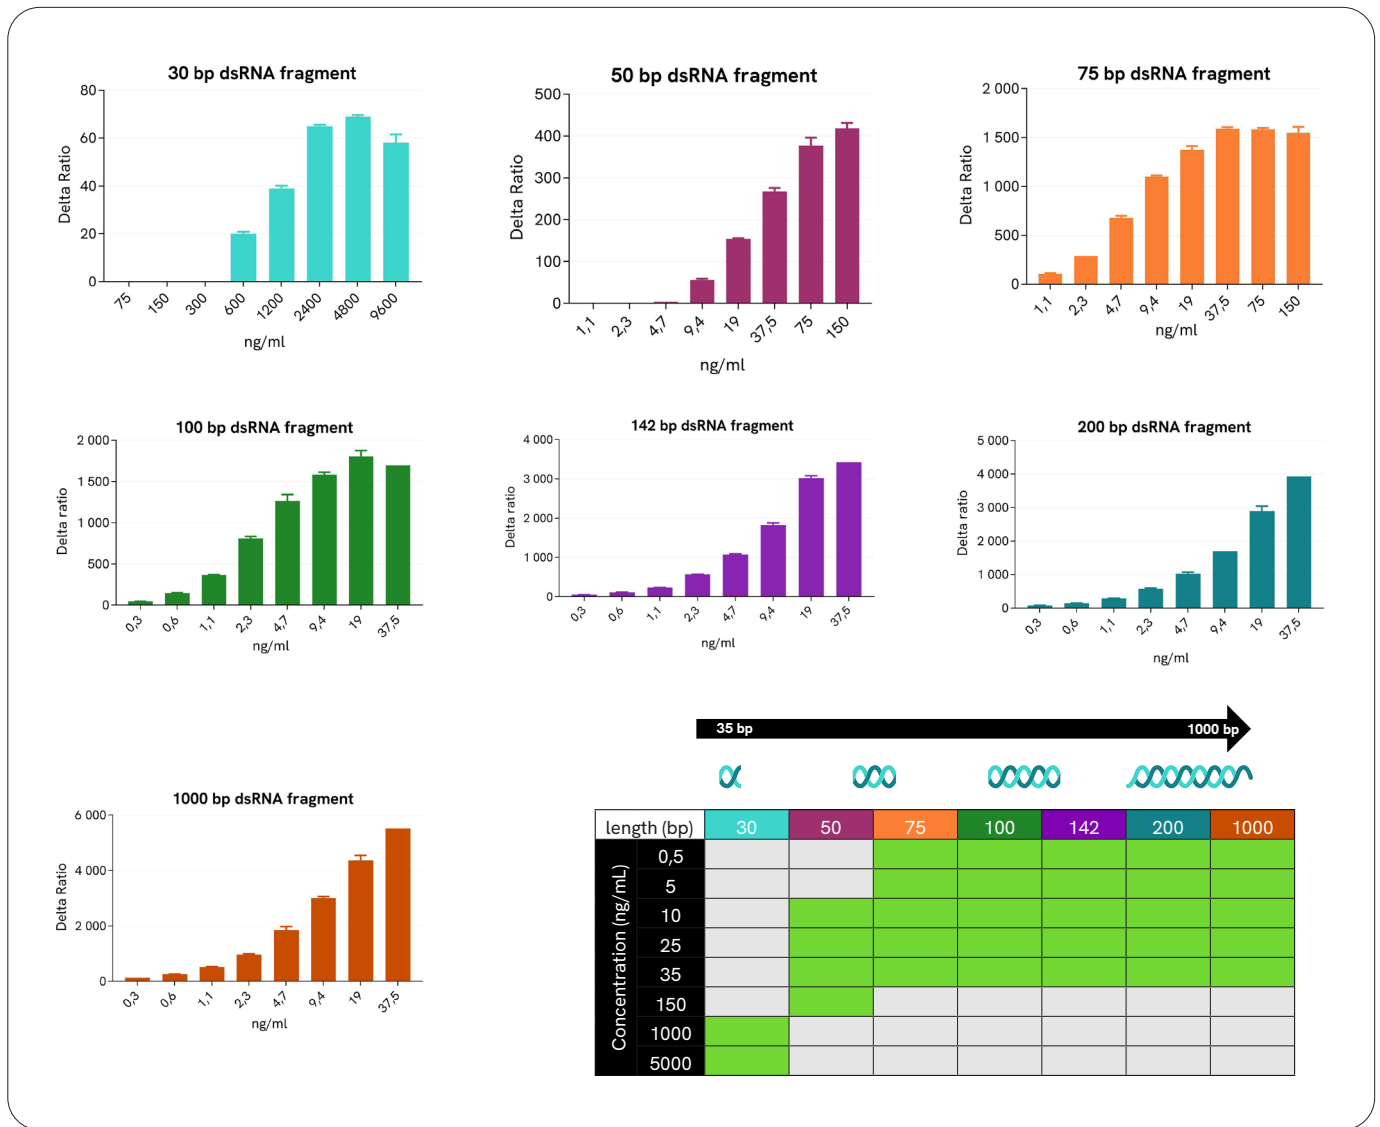 30 bp dsRNA fragment
Delta Ratio
80
60
40
20
0
75 150 300 600 1200 2400 4800 9600
ng/ml
50 bp dsRNA fragment
Delta Ratio
500
400
300
200
100
0
1,1 2,3 4,7 9,4 19 37,5 75 150
ng/ml
75 bp dsRNA fragment
Delta Ratio
2 000
1 500
1 000
500
0
1,1 2,3 4,7 9,4 19 37,5 75 150
ng/ml
100 bp dsRNA fragment
Delta ratio
2 000
1 500
1 000
500
0
0,3 0,6 1,1 2,3 4,7 9,4 19 37,5
ng/ml
142 bp dsRNA fragment
Delta ratio
4 000
3 000
2 000
1 000
0
0,3 0,6 1,1 2,3 4,7 9,4 19 37,5
ng/ml
200 bp dsRNA fragment
Delta ratio
5 000
4 000
3 000
2 000
1 000
0
0,3 0,6 1,1 2,3 4,7 9,4 19 37,5
ng/ml
1000 bp dsRNA fragment
Delta Ratio
6 000
4 000
2 000
0
0,3 0,6 1,1 2,3 4,7 9,4 19 37,5
ng/ml
35 bp 1000 bp
length (bp) 30 50 75 100 142 200 1000
Concentration (ng/mL)
0,5
5
10
25
35
150
1000
5000